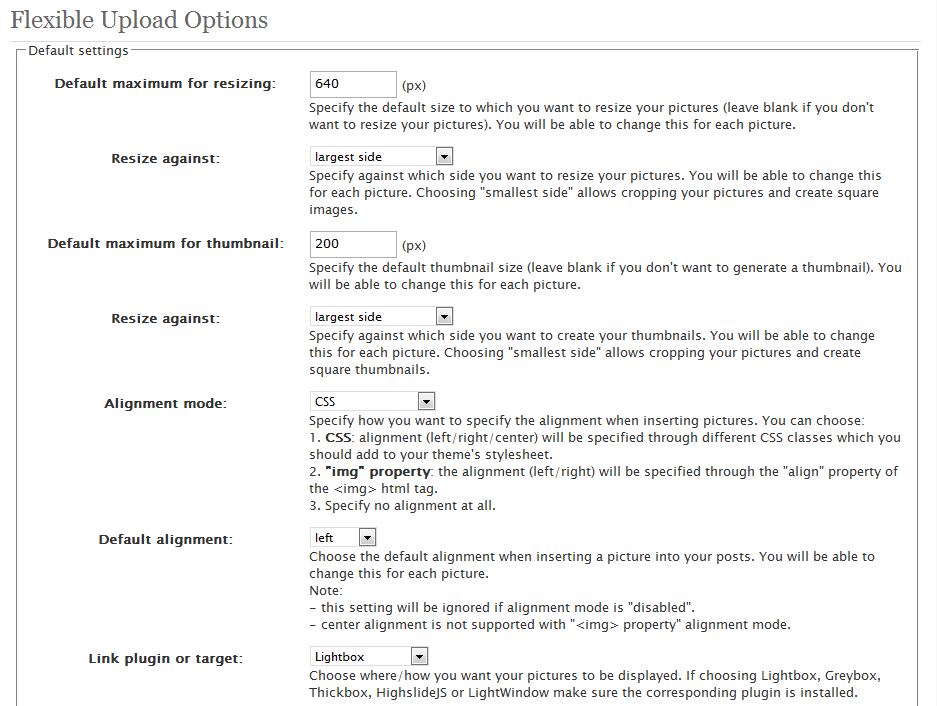 Flexible Upload Options
Default settings
Default maximum for resizing: 640 (px)
Specify the default size to which you want to resize your pictures (leave blank if you don't
want to resize your pictures). You will be able to change this for each picture.
Resize against: largest side
Specify against which side you want to resize your pictures. You will be able to change this
for each picture. Choosing "smallest side" allows cropping your pictures and create square
images.
Default maximum for thumbnail: 200 (px)
Specify the default thumbnail size (leave blank if you don't want to generate a thumbnail). You
will be able to change this for each picture.
Resize against: largest side
Specify against which side you want to create your thumbnails. You will be able to change
this for each picture. Choosing "smallest side" allows cropping your pictures and create
square thumbnails.
Alignment mode: CSS
Specify how you want to specify the alignment when inserting pictures. You can choose:
1. CSS: alignment (left/right/center) will be specified through different CSS classes which you
should add to your theme's stylesheet.
2. "img" property: the alignment (left/right) will be specified through the "align" property of
the <img> html tag.
3. Specify no alignment at all.
Default alignment: left
Choose the default alignment when inserting a picture into your posts. You will be able to
change this for each picture.
Note:
- this setting will be ignored if alignment mode is "disabled".
- center alignment is not supported with "<img> property" alignment mode.
Link plugin or target: Lightbox
Choose where/how you want your pictures to be displayed. If choosing Lightbox, Greybox,
Thickbox, HighslideJS or LightWindow make sure the corresponding plugin is installed.